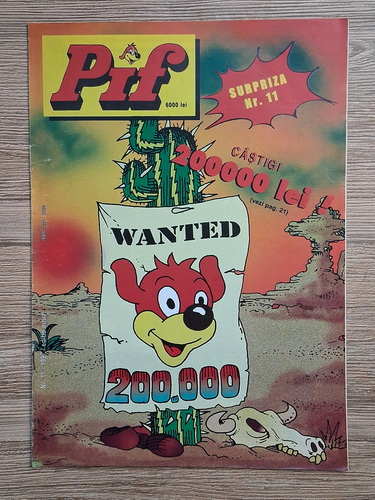 Pif
6000 lei
SURPRIZA
Nr. 11
CÂȘTIGI
200000 lei !
(vezi pag. 21)
WANTED
200.000